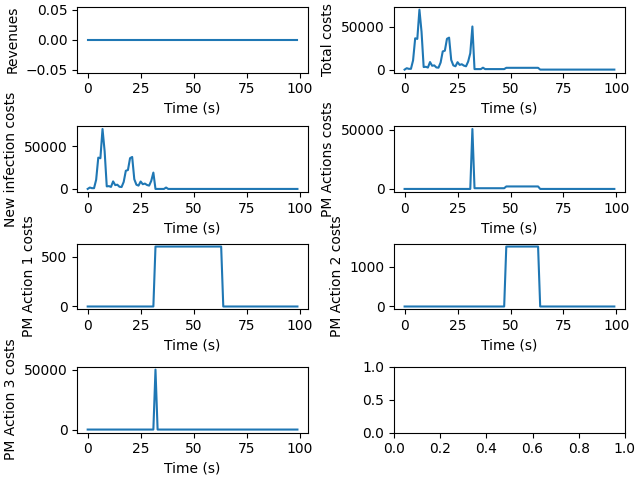 Revenues
0.05
0.00
−0.05
0 25 50 75 100
Time (s)
Total costs
50000
0
0 25 50 75 100
Time (s)
New infection costs
50000
0
0 25 50 75 100
Time (s)
PM Actions costs
50000
0
0 25 50 75 100
Time (s)
PM Action 1 costs
500
0
0 25 50 75 100
Time (s)
PM Action 2 costs
1000
0
0 25 50 75 100
Time (s)
PM Action 3 costs
50000
0
0 25 50 75 100
Time (s)
1.0
0.5
0.0
0.0 0.2 0.4 0.6 0.8 1.0